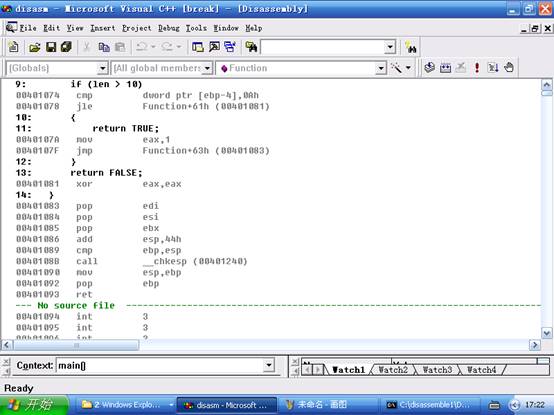 disasm - Microsoft Visual C++ [break] - [Disassembly]
File Edit View Insert Project Debug Tools Window Help
(Globals) (All global members Function
9: if (len > 10)
00401074 cmp dword ptr [ebp-4],0Ah
00401078 jle Function+61h (00401081)
10: {
11: return TRUE;
0040107A mov eax,1
0040107F jmp Function+63h (00401083)
12: }
13: return FALSE;
00401081 xor eax,eax
14: }
00401083 pop edi
00401084 pop esi
00401085 pop ebx
00401086 add esp,44h
00401089 cmp ebp,esp
0040108B call __chkesp (00401240)
00401090 mov esp,ebp
00401092 pop ebp
00401093 ret
--- No source file
00401094 int 3
00401095 int 3
00401096 int 3
Context: main()
Watch1 Watch2 Watch3 Watch4
Ready
开始 2 Windows Explo... disasm - Microsoft ... 未命名 - 画图 C:\disassemble1\D... 17:22